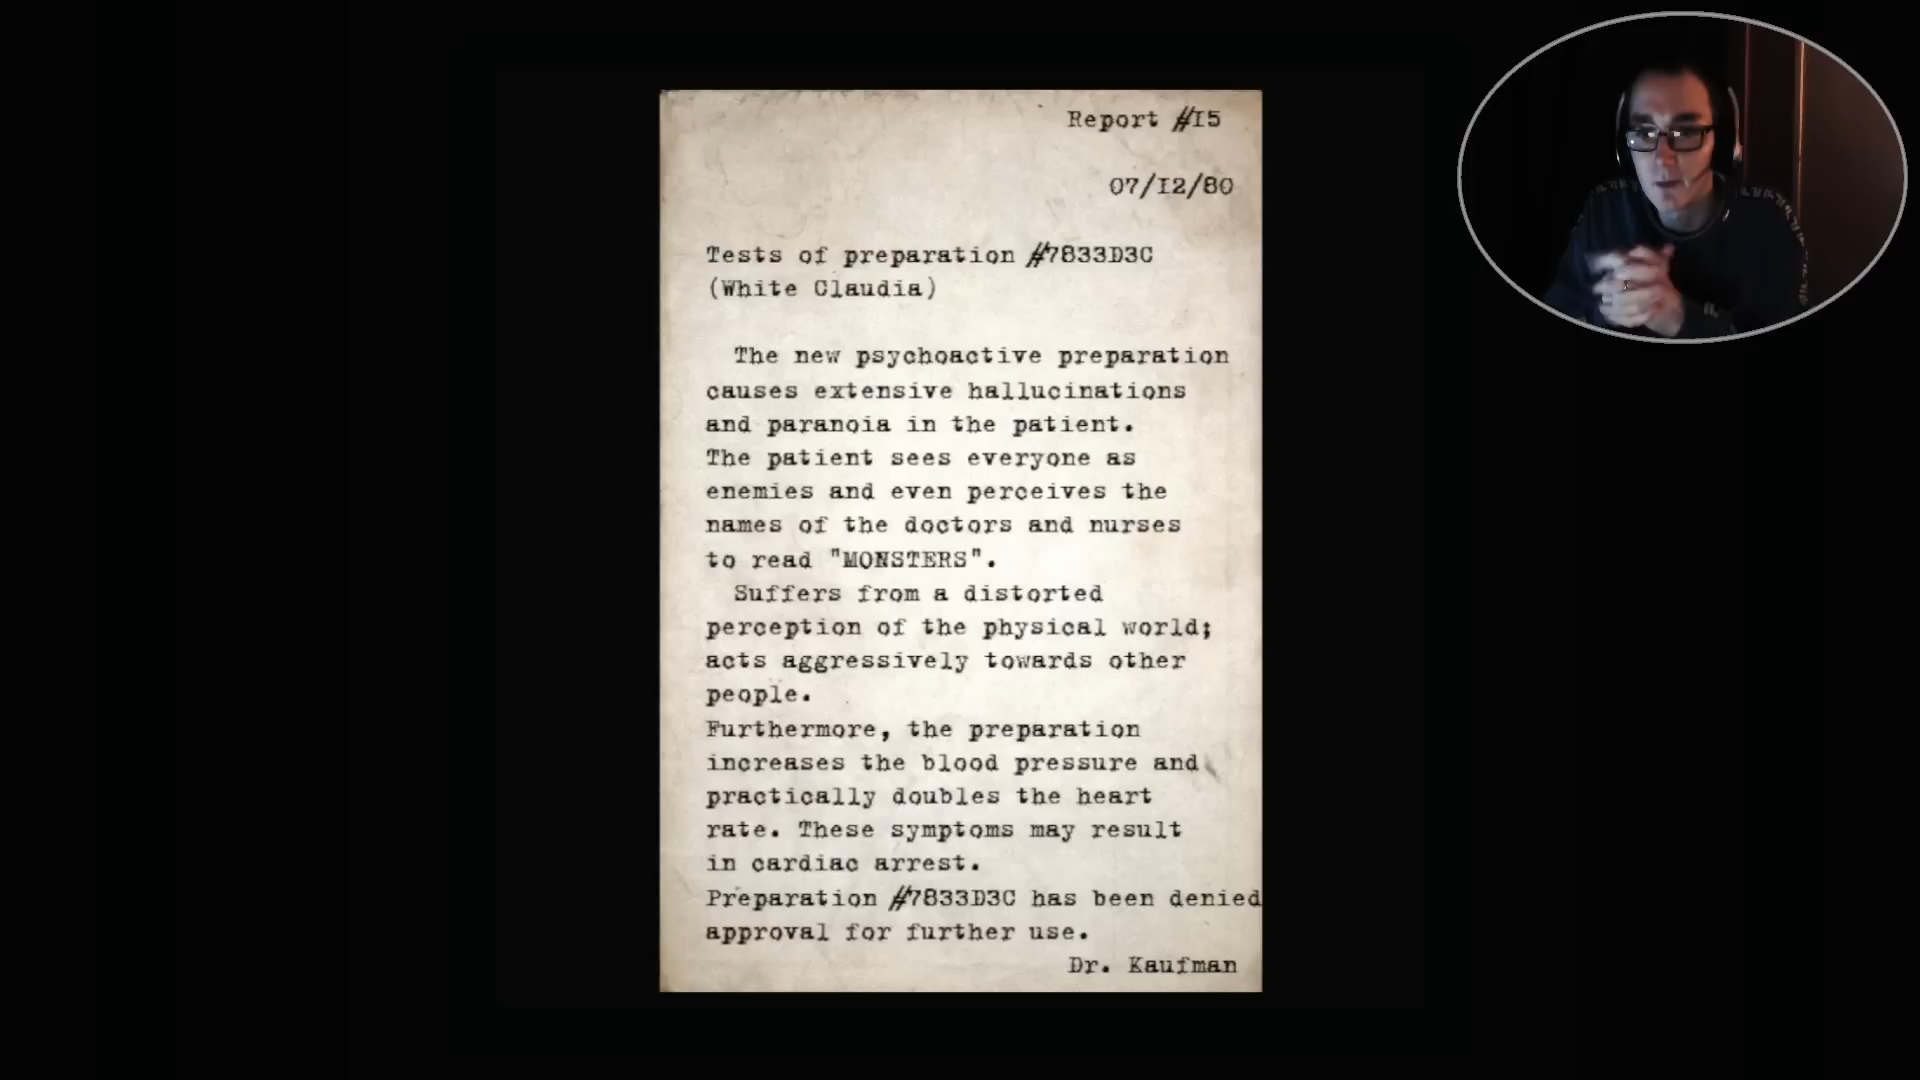 Report #15
07/12/80
Tests of preparation #7833D3C
(White Claudia)
The new psychoactive preparation
causes extensive hallucinations
and paranoia in the patient.
The patient sees everyone as
enemies and even perceives the
names of the doctors and nurses
to read "MONSTERS".
Suffers from a distorted
perception of the physical world;
acts aggressively towards other
people.
Furthermore, the preparation
increases the blood pressure and
practically doubles the heart
rate. These symptoms may result
in cardiac arrest.
Preparation #7833D3C has been denied
approval for further use.
Dr. Kaufman